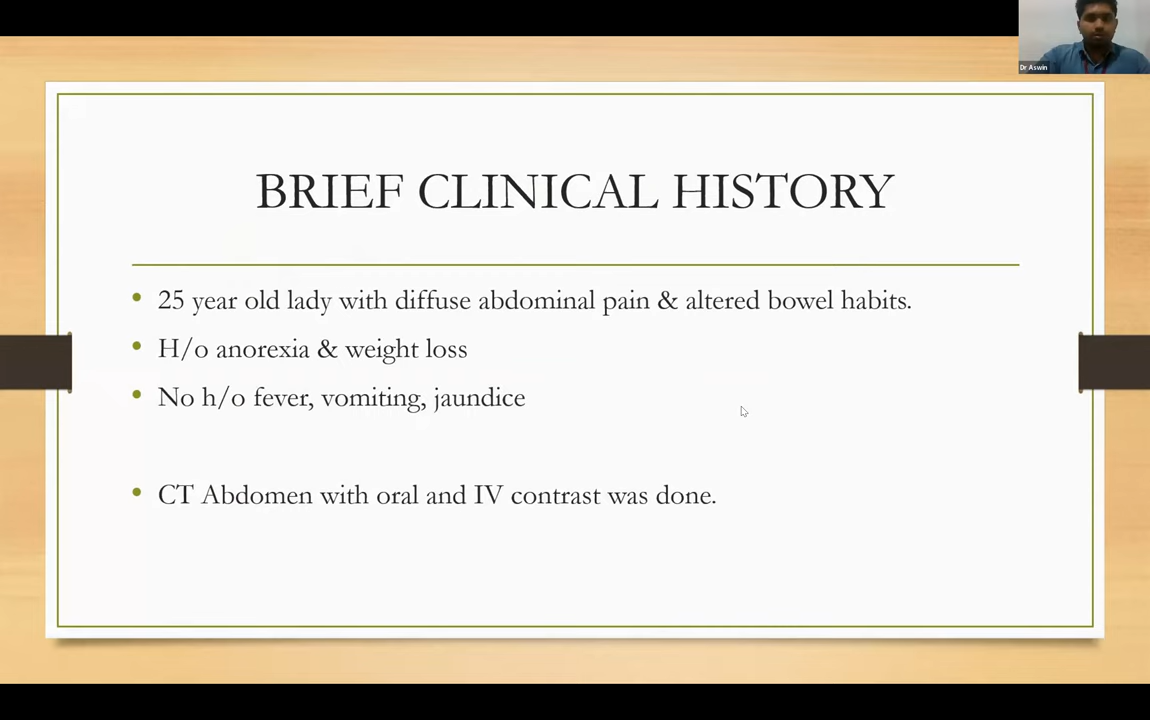 Dr Aswin
BRIEF CLINICAL HISTORY
• 25 year old lady with diffuse abdominal pain & altered bowel habits.
• H/o anorexia & weight loss
• No h/o fever, vomiting, jaundice
• CT Abdomen with oral and IV contrast was done.